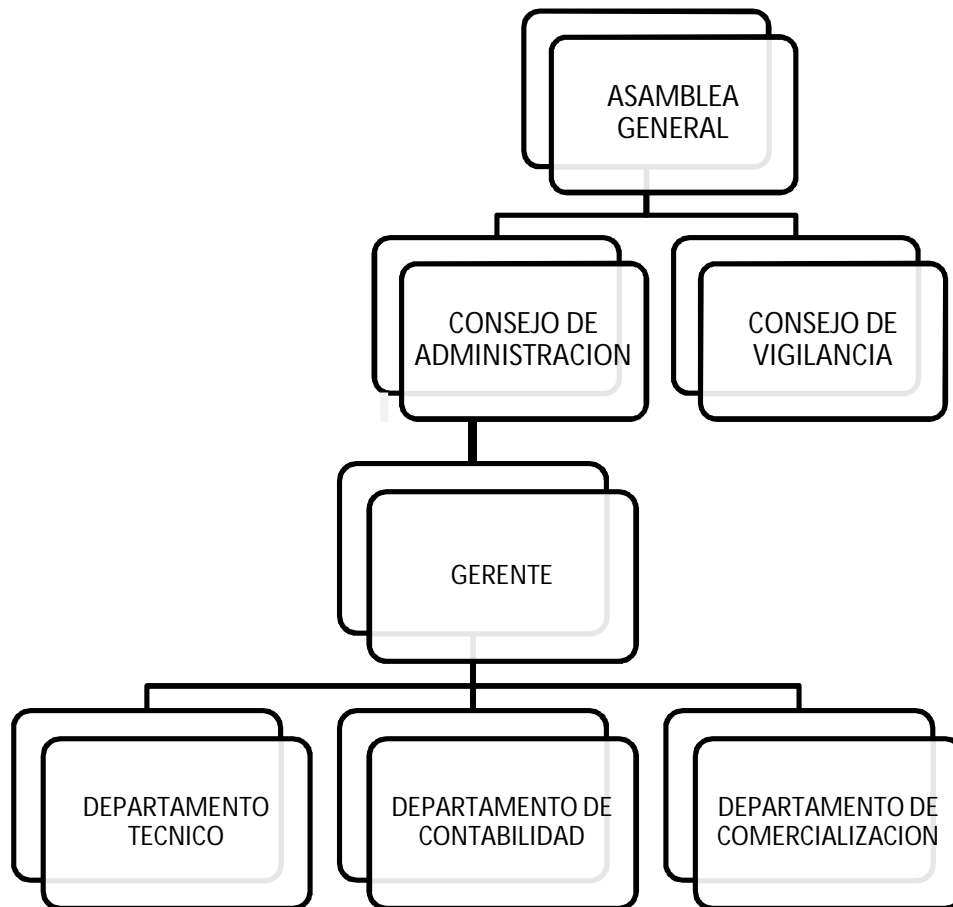 ASAMBLEA
GENERAL
CONSEJO DE
ADMINISTRACION
CONSEJO DE
VIGILANCIA
GERENTE
DEPARTAMENTO
TECNICO
DEPARTAMENTO DE
CONTABILIDAD
DEPARTAMENTO DE
COMERCIALIZACION